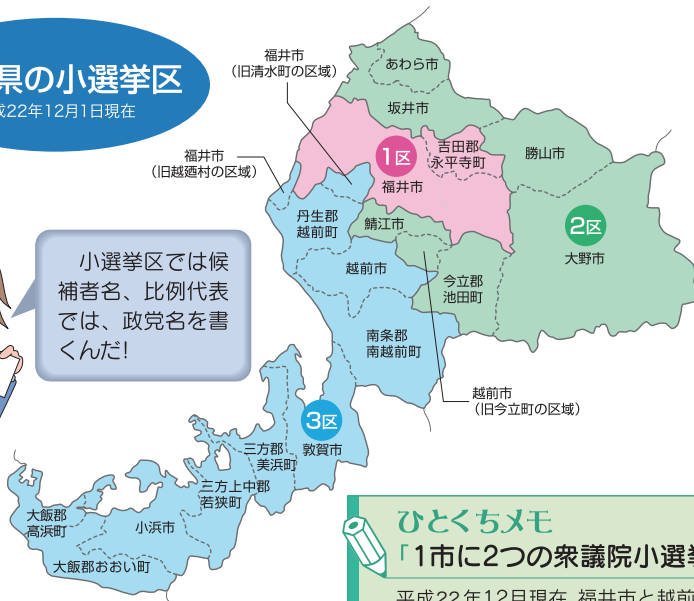 県の小選挙区
成22年12月1日現在
福井市
（旧清水町の区域）
あわら市
坂井市
福井市
（旧越廼村の区域）
1区
吉田郡
永平寺町
勝山市
福井市
丹生郡
越前町
鯖江市
2区
大野市
越前市
今立郡
池田町
小選挙区では候
補者名、比例代表
では、政党名を書
くんだ!
南条郡
南越前町
越前市
（旧今立町の区域）
3区
敦賀市
三方郡
美浜町
三方上中郡
若狭町
大飯郡
高浜町
小浜市
大飯郡おおい町
ひとくちメモ
「1市に2つの衆議院小選挙
平成22年12月現在、福井市と越前